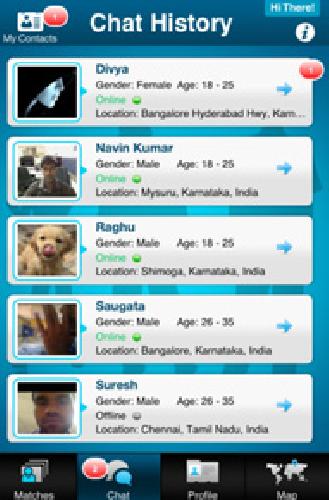 Hi There!
Chat History
My Contacts
1
i
Divya
1
Gender: Female Age: 18 - 25
Online
Location: Bangalore Hyderabad Hwy, Karn...
Navin Kumar
Gender: Male Age: 18 - 25
Online
Location: Mysuru, Karnataka, India
Raghu
Gender: Male Age: 18 - 25
Online
Location: Shimoga, Karnataka, India
Saugata
Gender: Male Age: 26 - 35
Online
Location: Bangalore, Karnataka, India
Suresh
Gender: Male Age: 26 - 35
Offline
Location: Chennai, Tamil Nadu, India
Matches Chat Profile Map